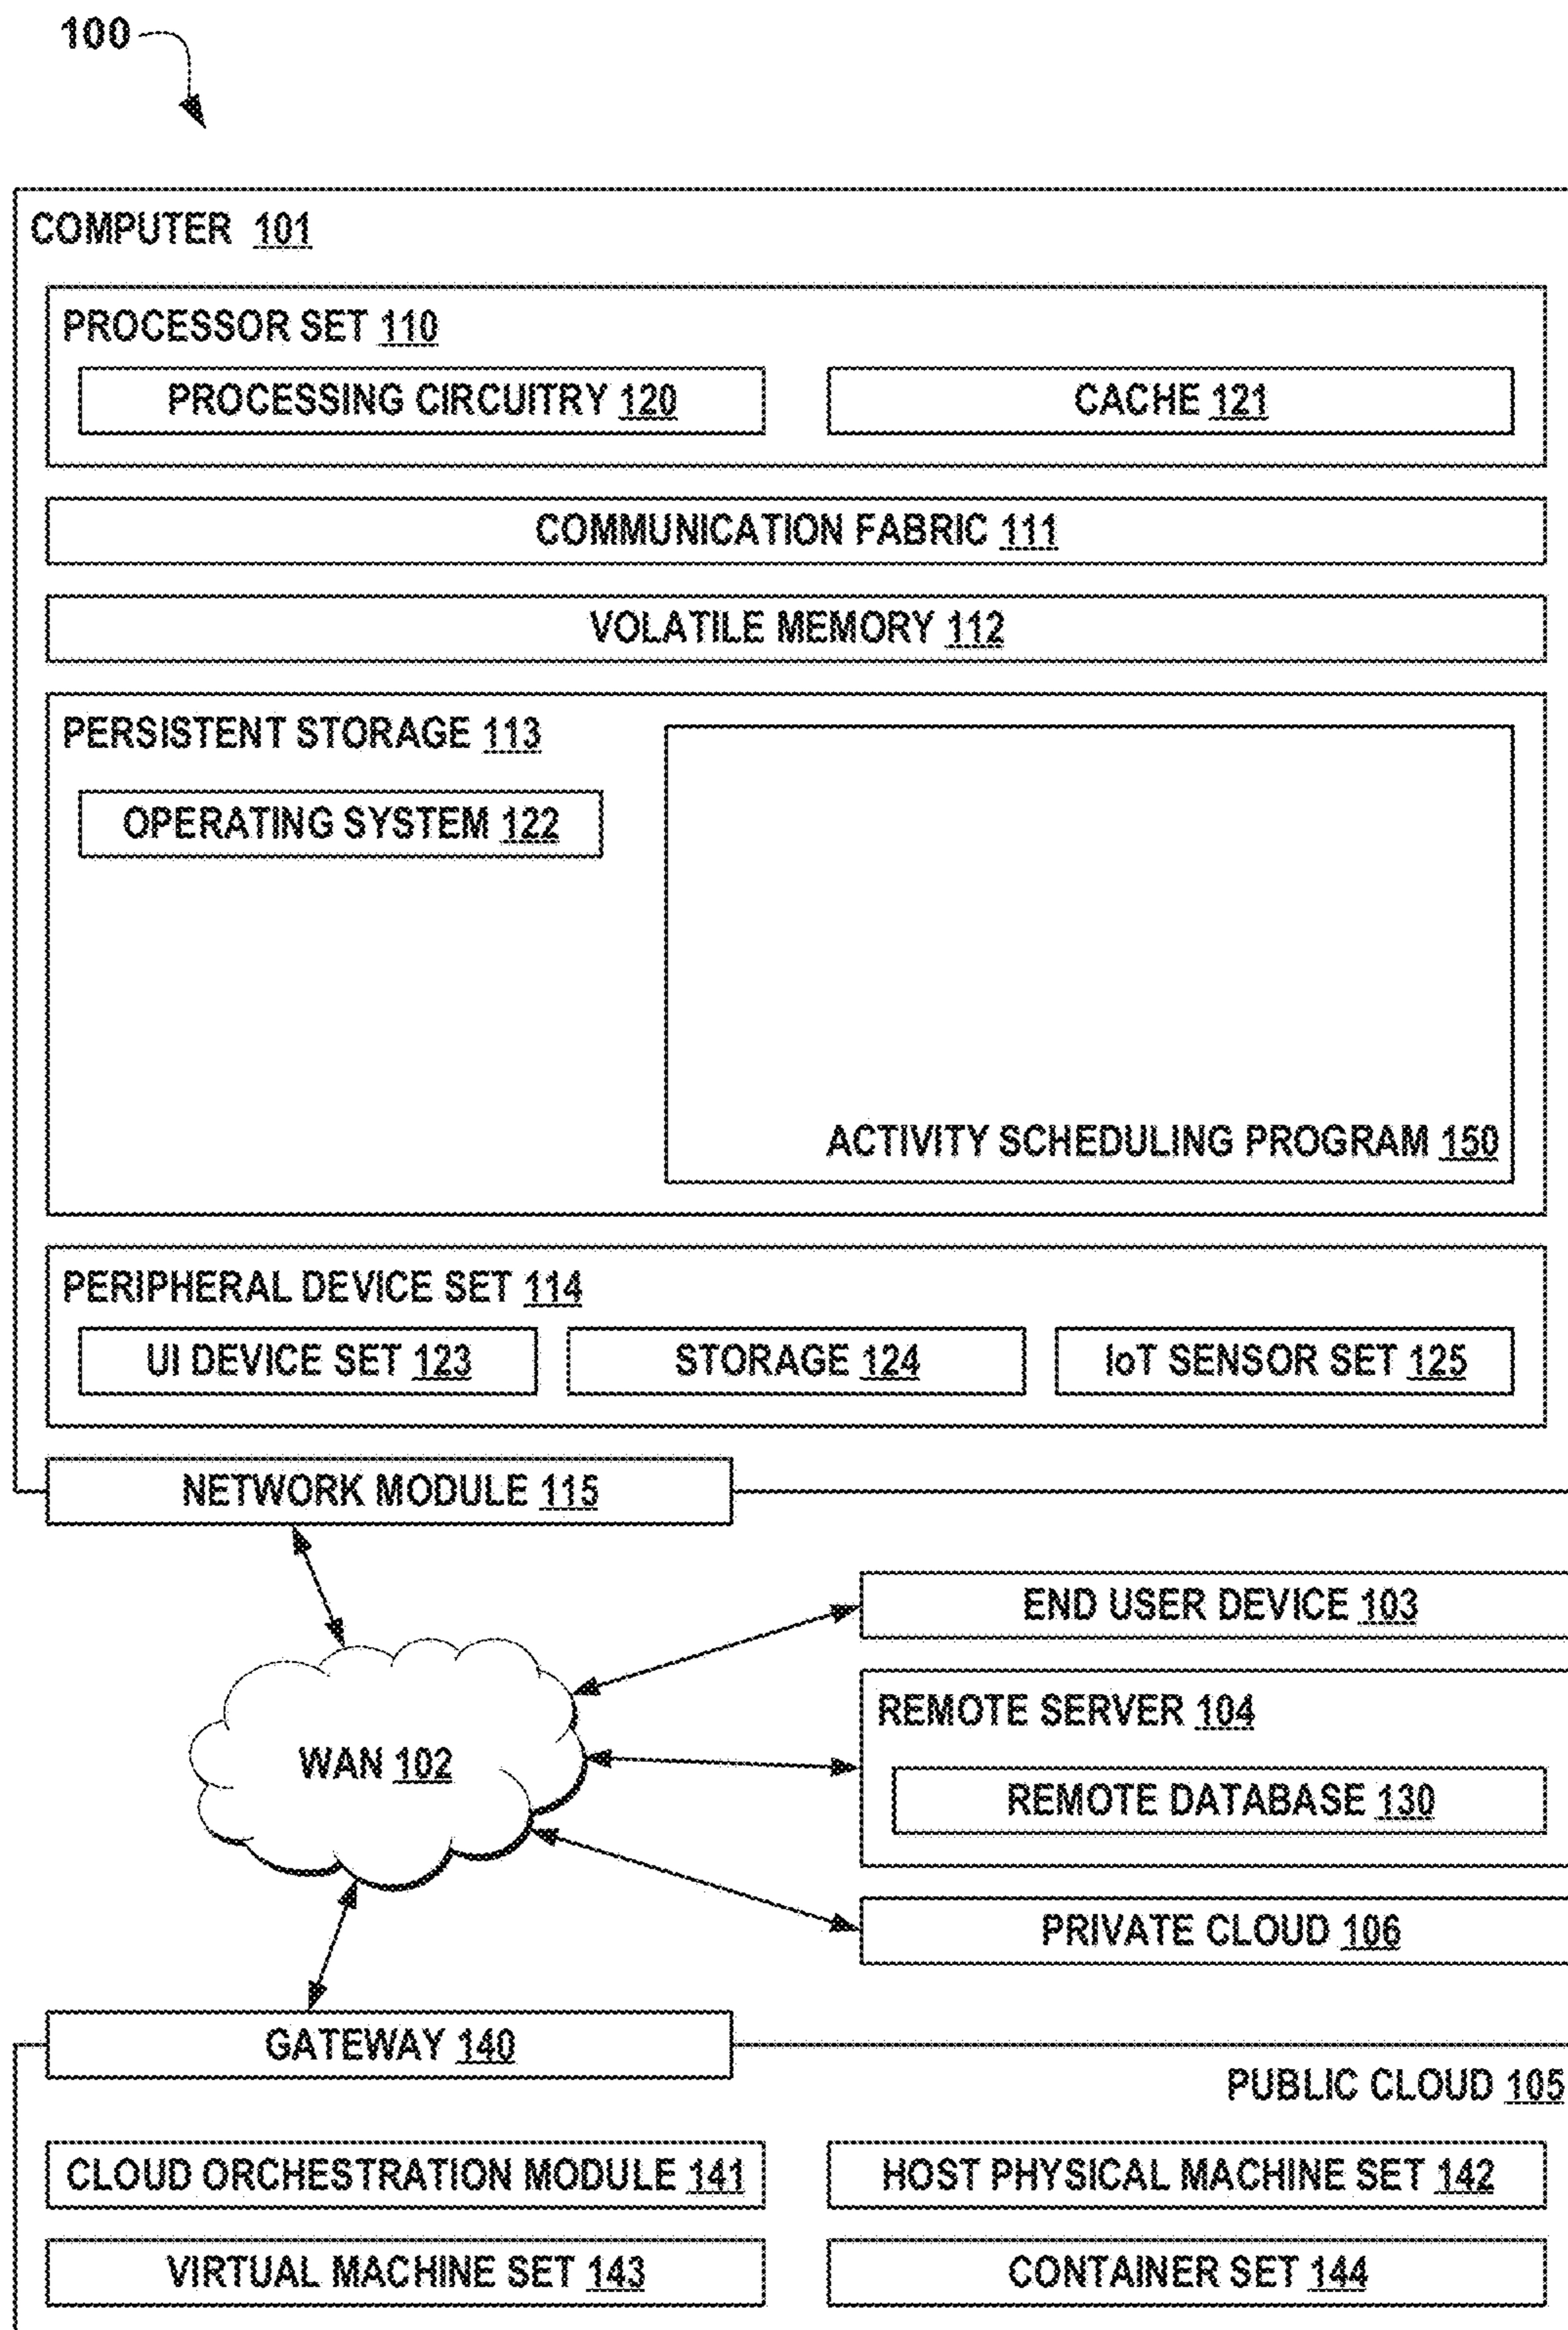 100
COMPUTER 101
PROCESSOR SET 110
PROCESSING CIRCUITRY 120
CACHE 121
COMMUNICATION FABRIC 111
VOLATILE MEMORY 112
PERSISTENT STORAGE 113
OPERATING SYSTEM 122
ACTIVITY SCHEDULING PROGRAM 150
PERIPHERAL DEVICE SET 114
UI DEVICE SET 123
STORAGE 124
IoT SENSOR SET 125
NETWORK MODULE 115
END USER DEVICE 103
REMOTE SERVER 104
WAN 102
REMOTE DATABASE 130
PRIVATE CLOUD 106
GATEWAY 140
PUBLIC CLOUD 105
CLOUD ORCHESTRATION MODULE 141
HOST PHYSICAL MACHINE SET 142
VIRTUAL MACHINE SET 143
CONTAINER SET 144